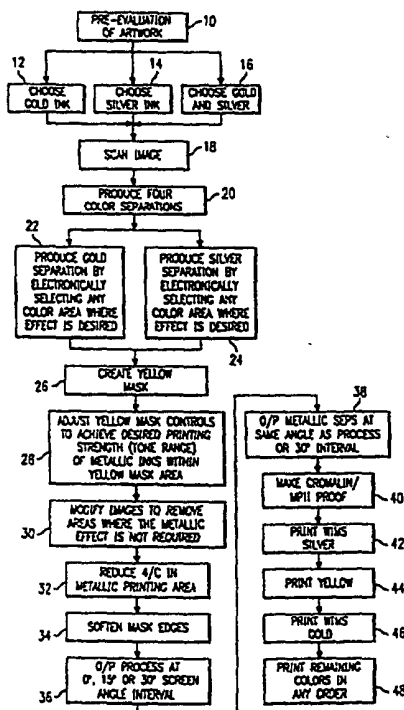 PRE-EVALUATION
OF ARTWORK
10
12
14
16
CHOOSE
GOLD INK
CHOOSE
SILVER INK
CHOOSE GOLD
AND SILVER
SCAN IMAGE
18
PRODUCE FOUR
COLOR SEPARATIONS
20
22
PRODUCE GOLD
SEPARATION BY
ELECTRONICALLY
SELECTING ANY
COLOR AREA WHERE
EFFECT IS DESIRED
PRODUCE SILVER
SEPARATION BY
ELECTRONICALLY
SELECTING ANY
COLOR AREA WHERE
EFFECT IS DESIRED
24
26
CREATE YELLOW
MASK
28
ADJUST YELLOW MASK CONTROLS
TO ACHIEVE DESIRED PRINTING
STRENGTH (TONE RANGE)
OF METALLIC INKS WITHIN
YELLOW MASK AREA
30
MODIFY IMAGES TO REMOVE
AREAS WHERE THE METALLIC
EFFECT IS NOT REQUIRED
32
REDUCE 4/C IN
METALLIC PRINTING AREA
34
SOFTEN MASK EDGES
36
O/P PROCESS AT
0°, 15° OR 30° SCREEN
ANGLE INTERVAL
38
O/P METALLIC SEPS AT
SAME ANGLE AS PROCESS
OR 30° INTERVAL
MAKE CROMALIN/
MPII PROOF
40
PRINT WIMS
SILVER
42
PRINT YELLOW
44
PRINT WIMS
GOLD
46
PRINT REMAINING
COLORS IN
ANY ORDER
48